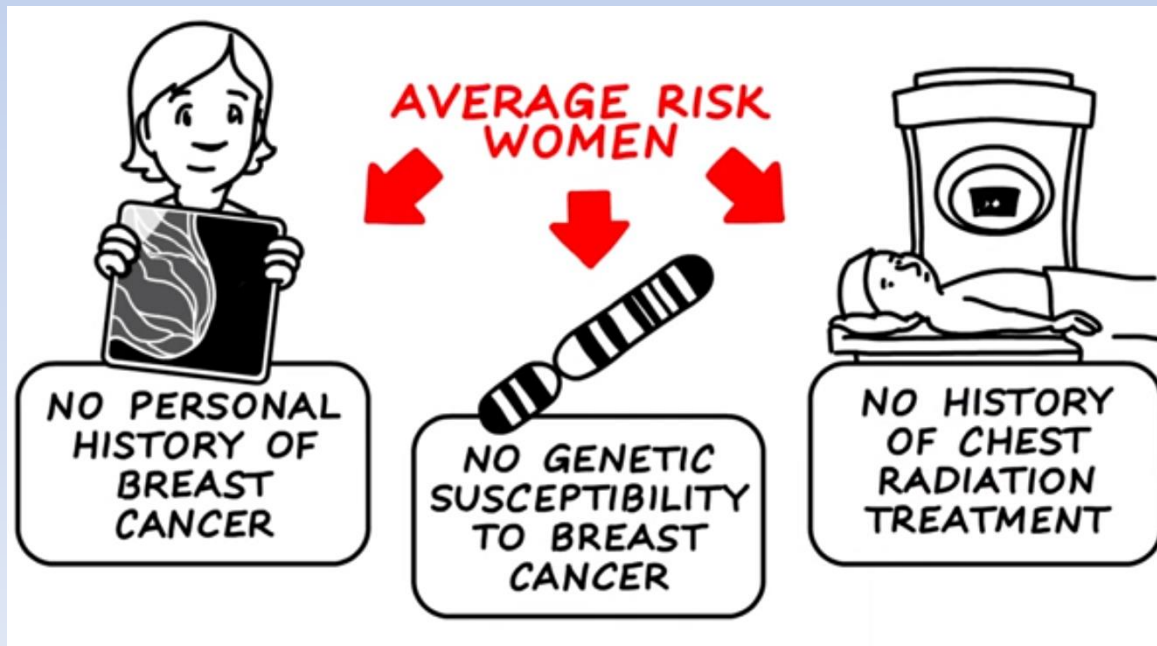 AVERAGE RISK
WOMEN
NO PERSONAL
HISTORY OF
BREAST
CANCER
NO GENETIC
SUSCEPTIBILITY
TO BREAST
CANCER
NO HISTORY
OF CHEST
RADIATION
TREATMENT